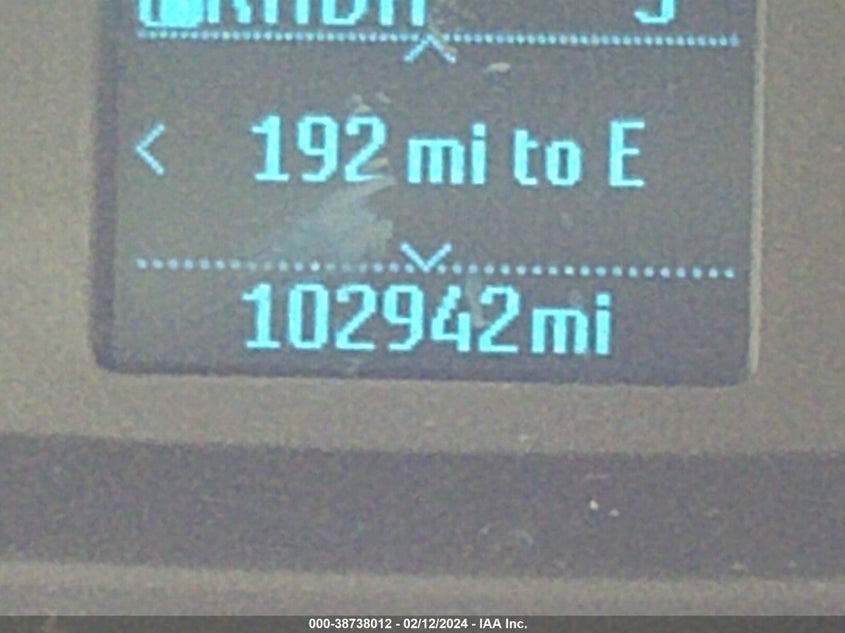 192 mi to E
102942mi
000-38738012 - 02/12/2024 - IAA Inc.